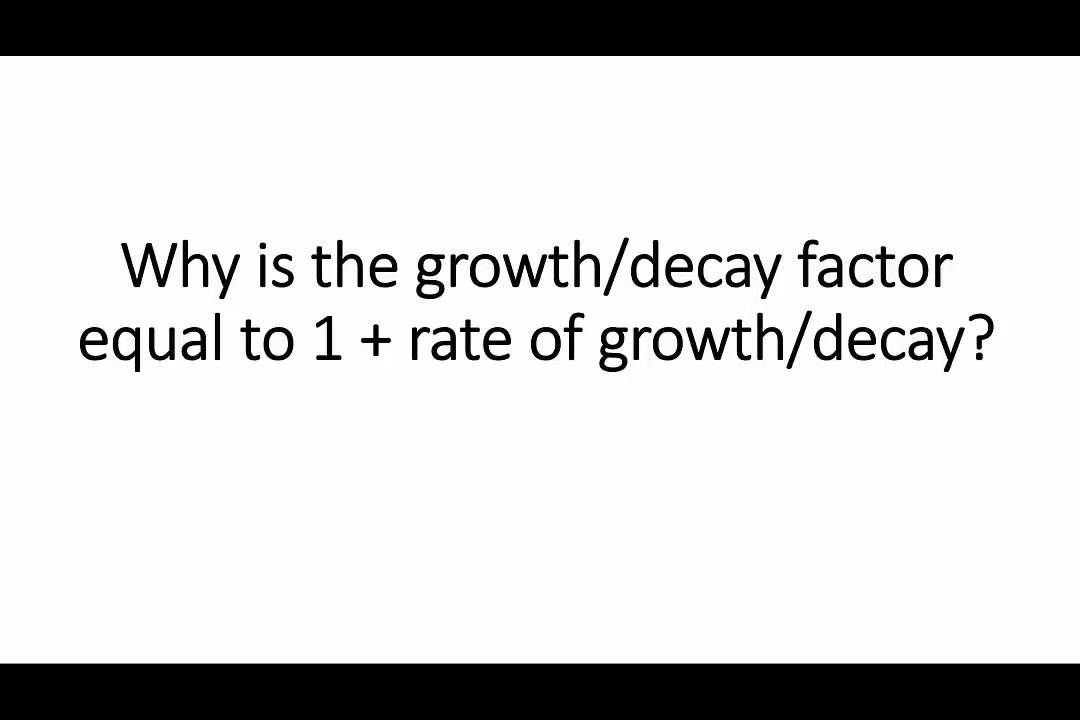 Why is the growth/decay factor
equal to 1 + rate of growth/decay?